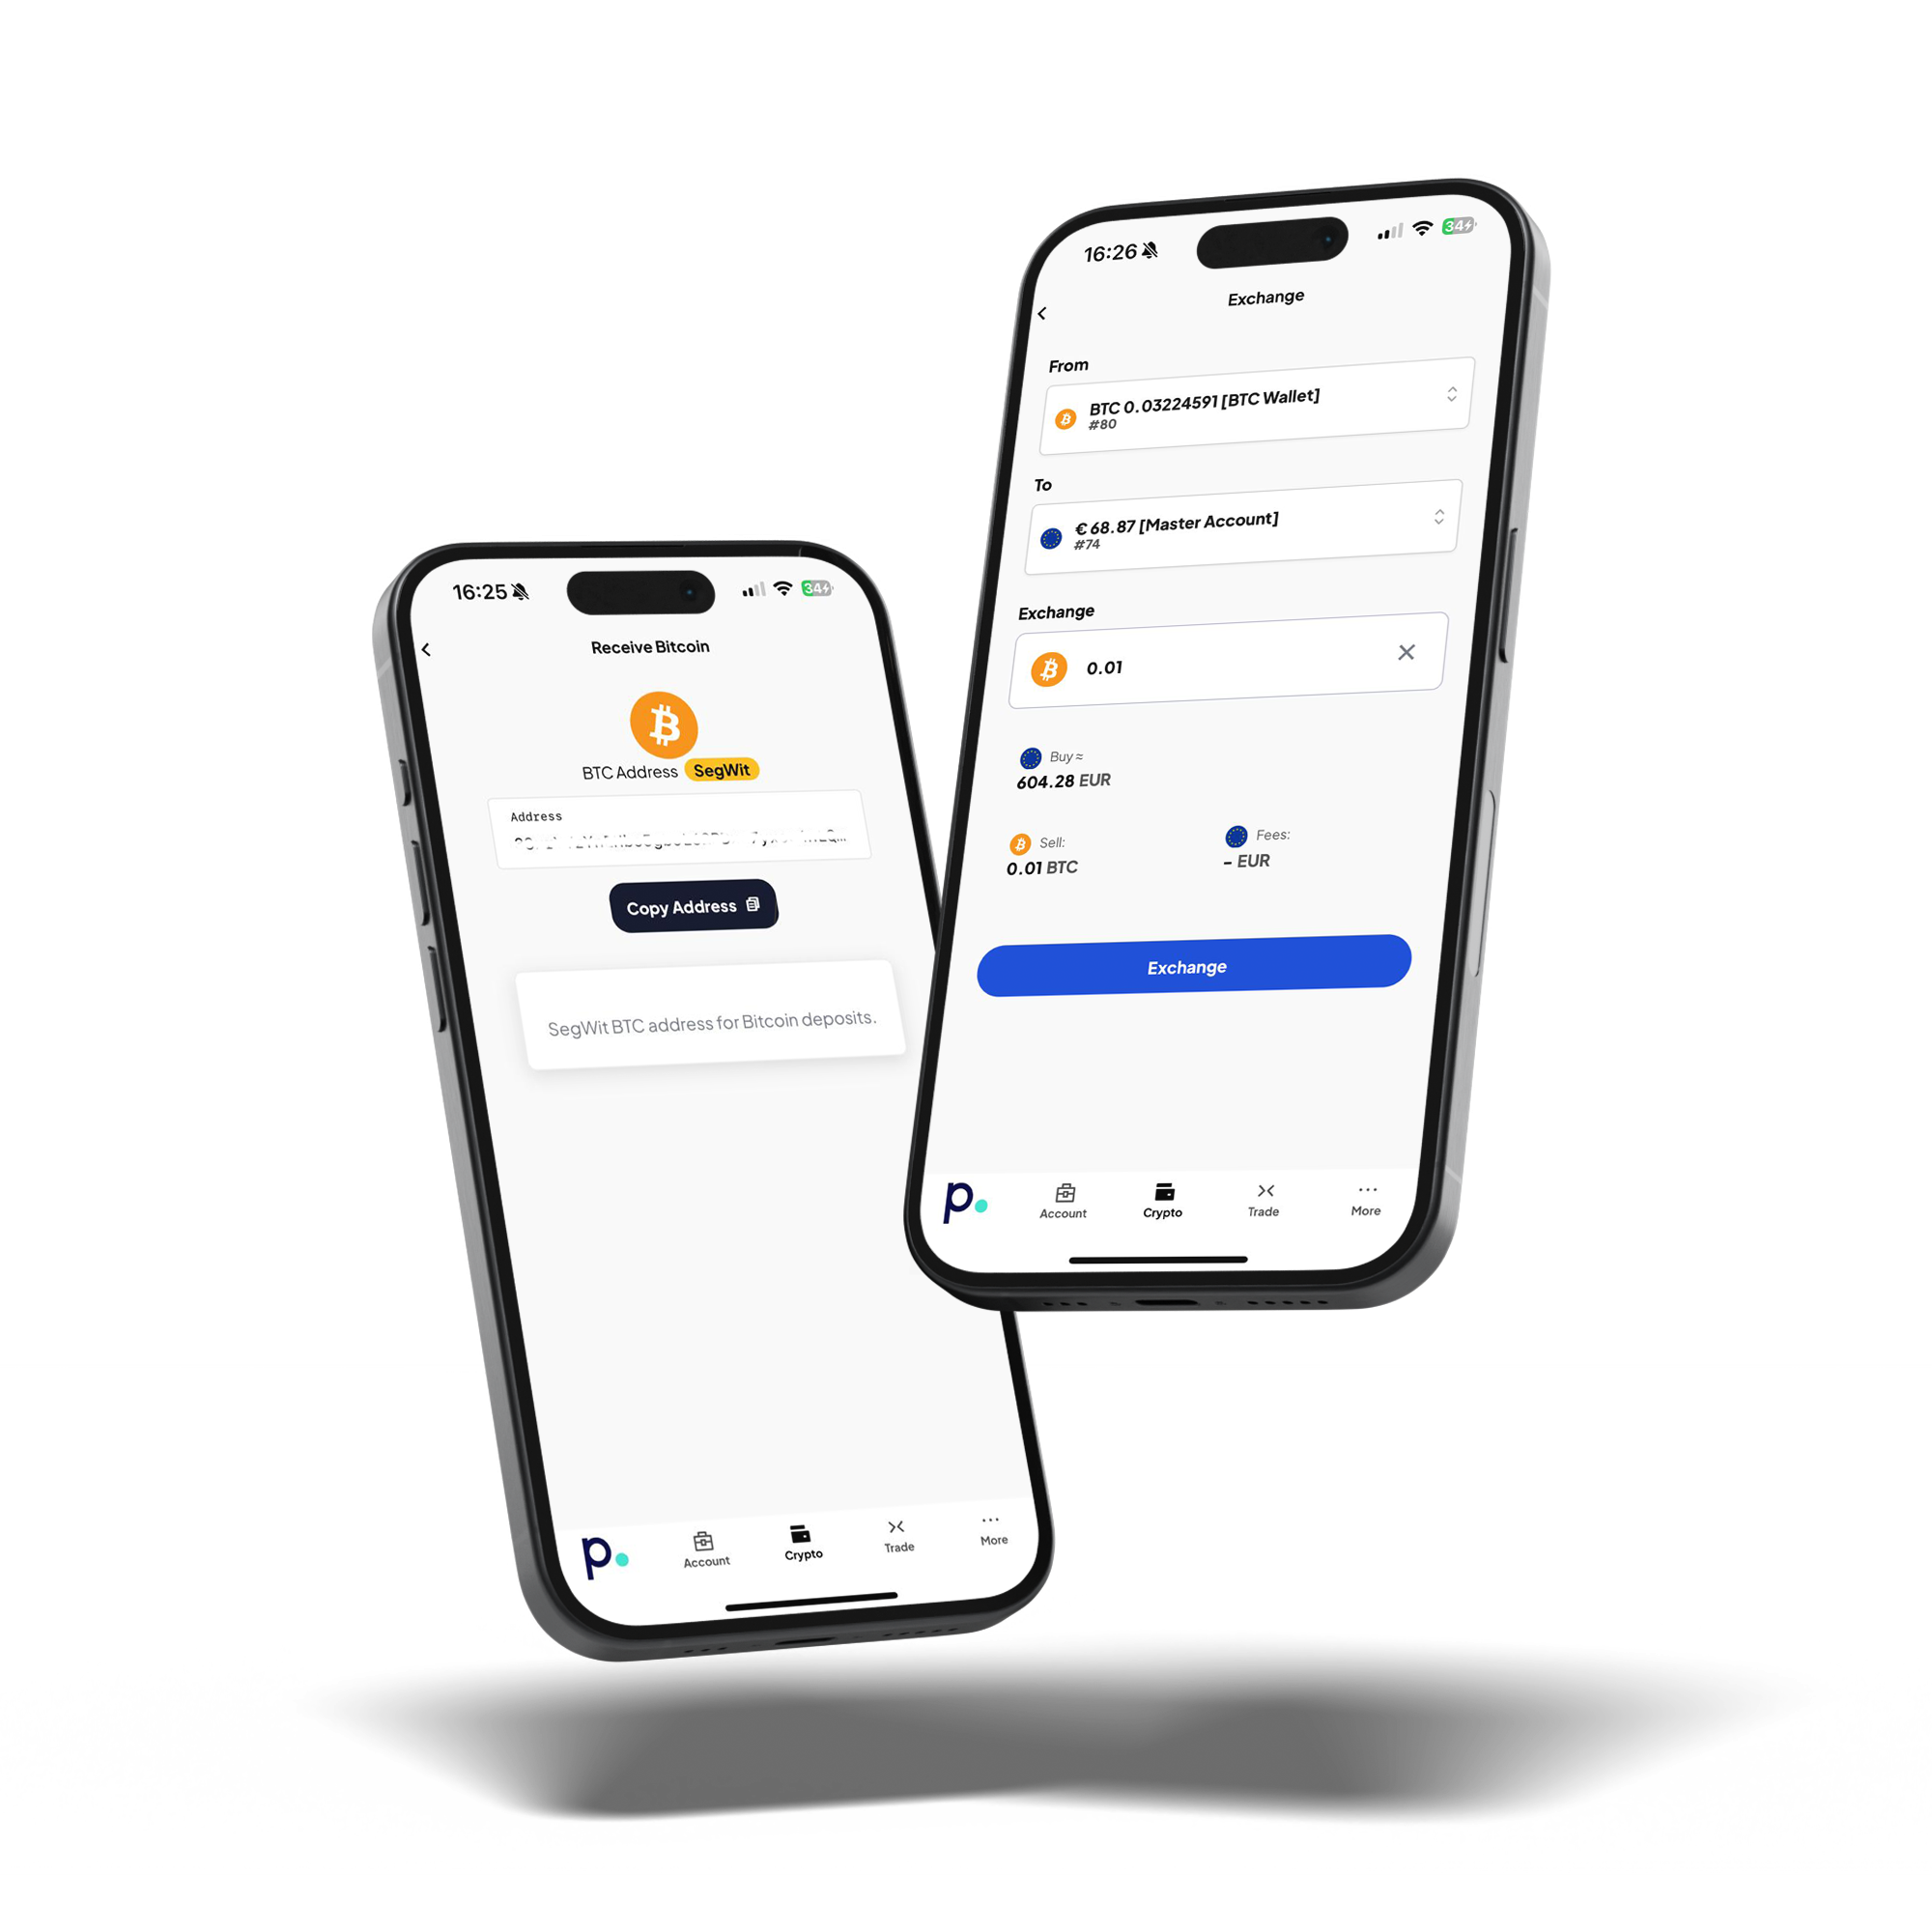 16:25
34
Receive Bitcoin
BTC Address SegWit
Address
Copy Address
SegWit BTC address for Bitcoin deposits.
p.
Account
Crypto
Trade
More
16:26
34
Exchange
From
BTC 0.03224591 [BTC Wallet]
#80
To
€ 68.87 [Master Account]
#74
Exchange
0.01
Buy ≈
604.28 EUR
Sell:
0.01 BTC
Fees:
– EUR
Exchange
p.
Account
Crypto
Trade
More